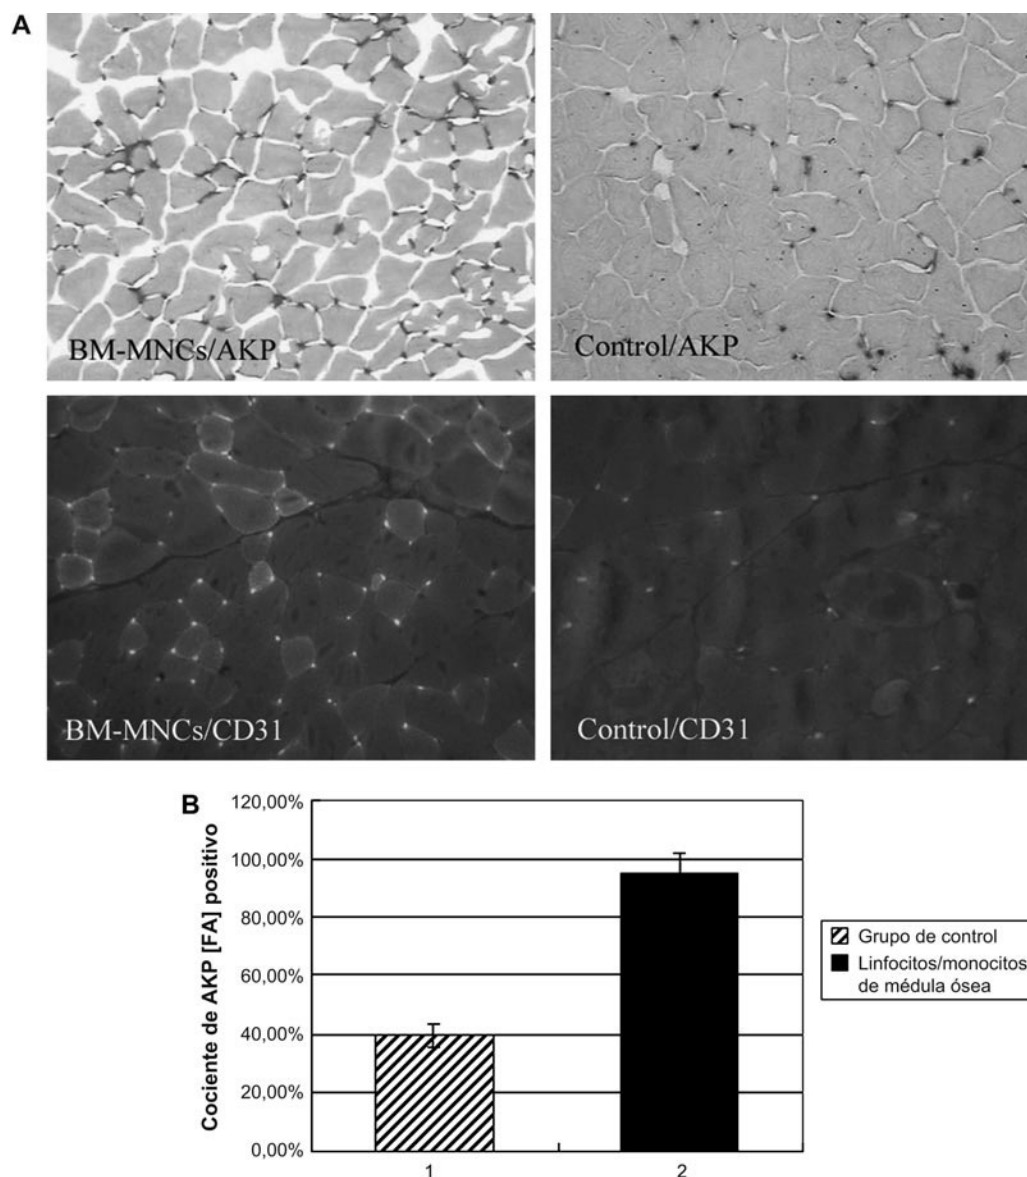 A
BM-MNCs/AKP
Control/AKP
BM-MNCs/CD31
Control/CD31
B
Cociente de AKP [FA] positivo
120,00%
100,00%
80,00%
60,00%
40,00%
20,00%
0,00%
1
2
Grupo de control
Linfocitos/monocitos
de médula ósea